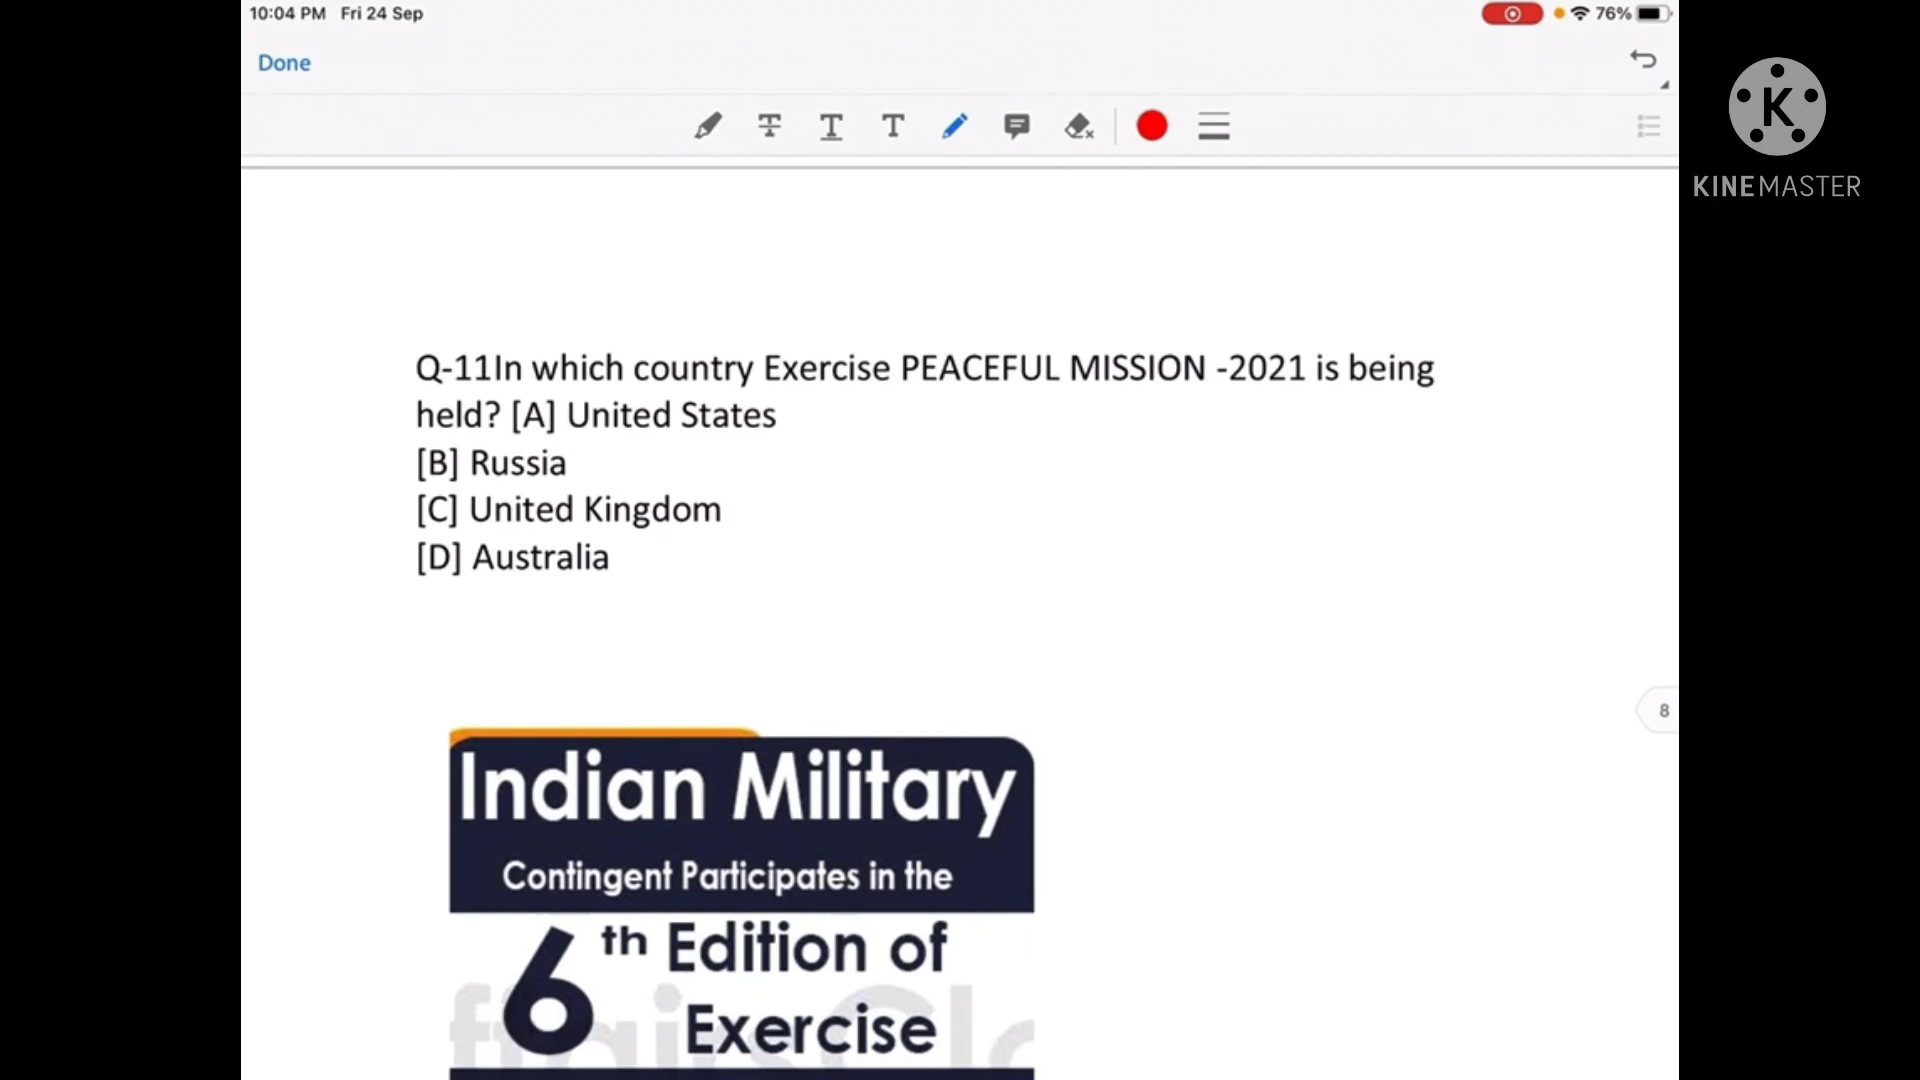 10:04 PM Fri 24 Sep
76%
Done
K
KINEMASTER
Q-11In which country Exercise PEACEFUL MISSION -2021 is being
held? [A] United States
[B] Russia
[C] United Kingdom
[D] Australia
8
Indian Military
Contingent Participates in the
6th Edition of
Exercise